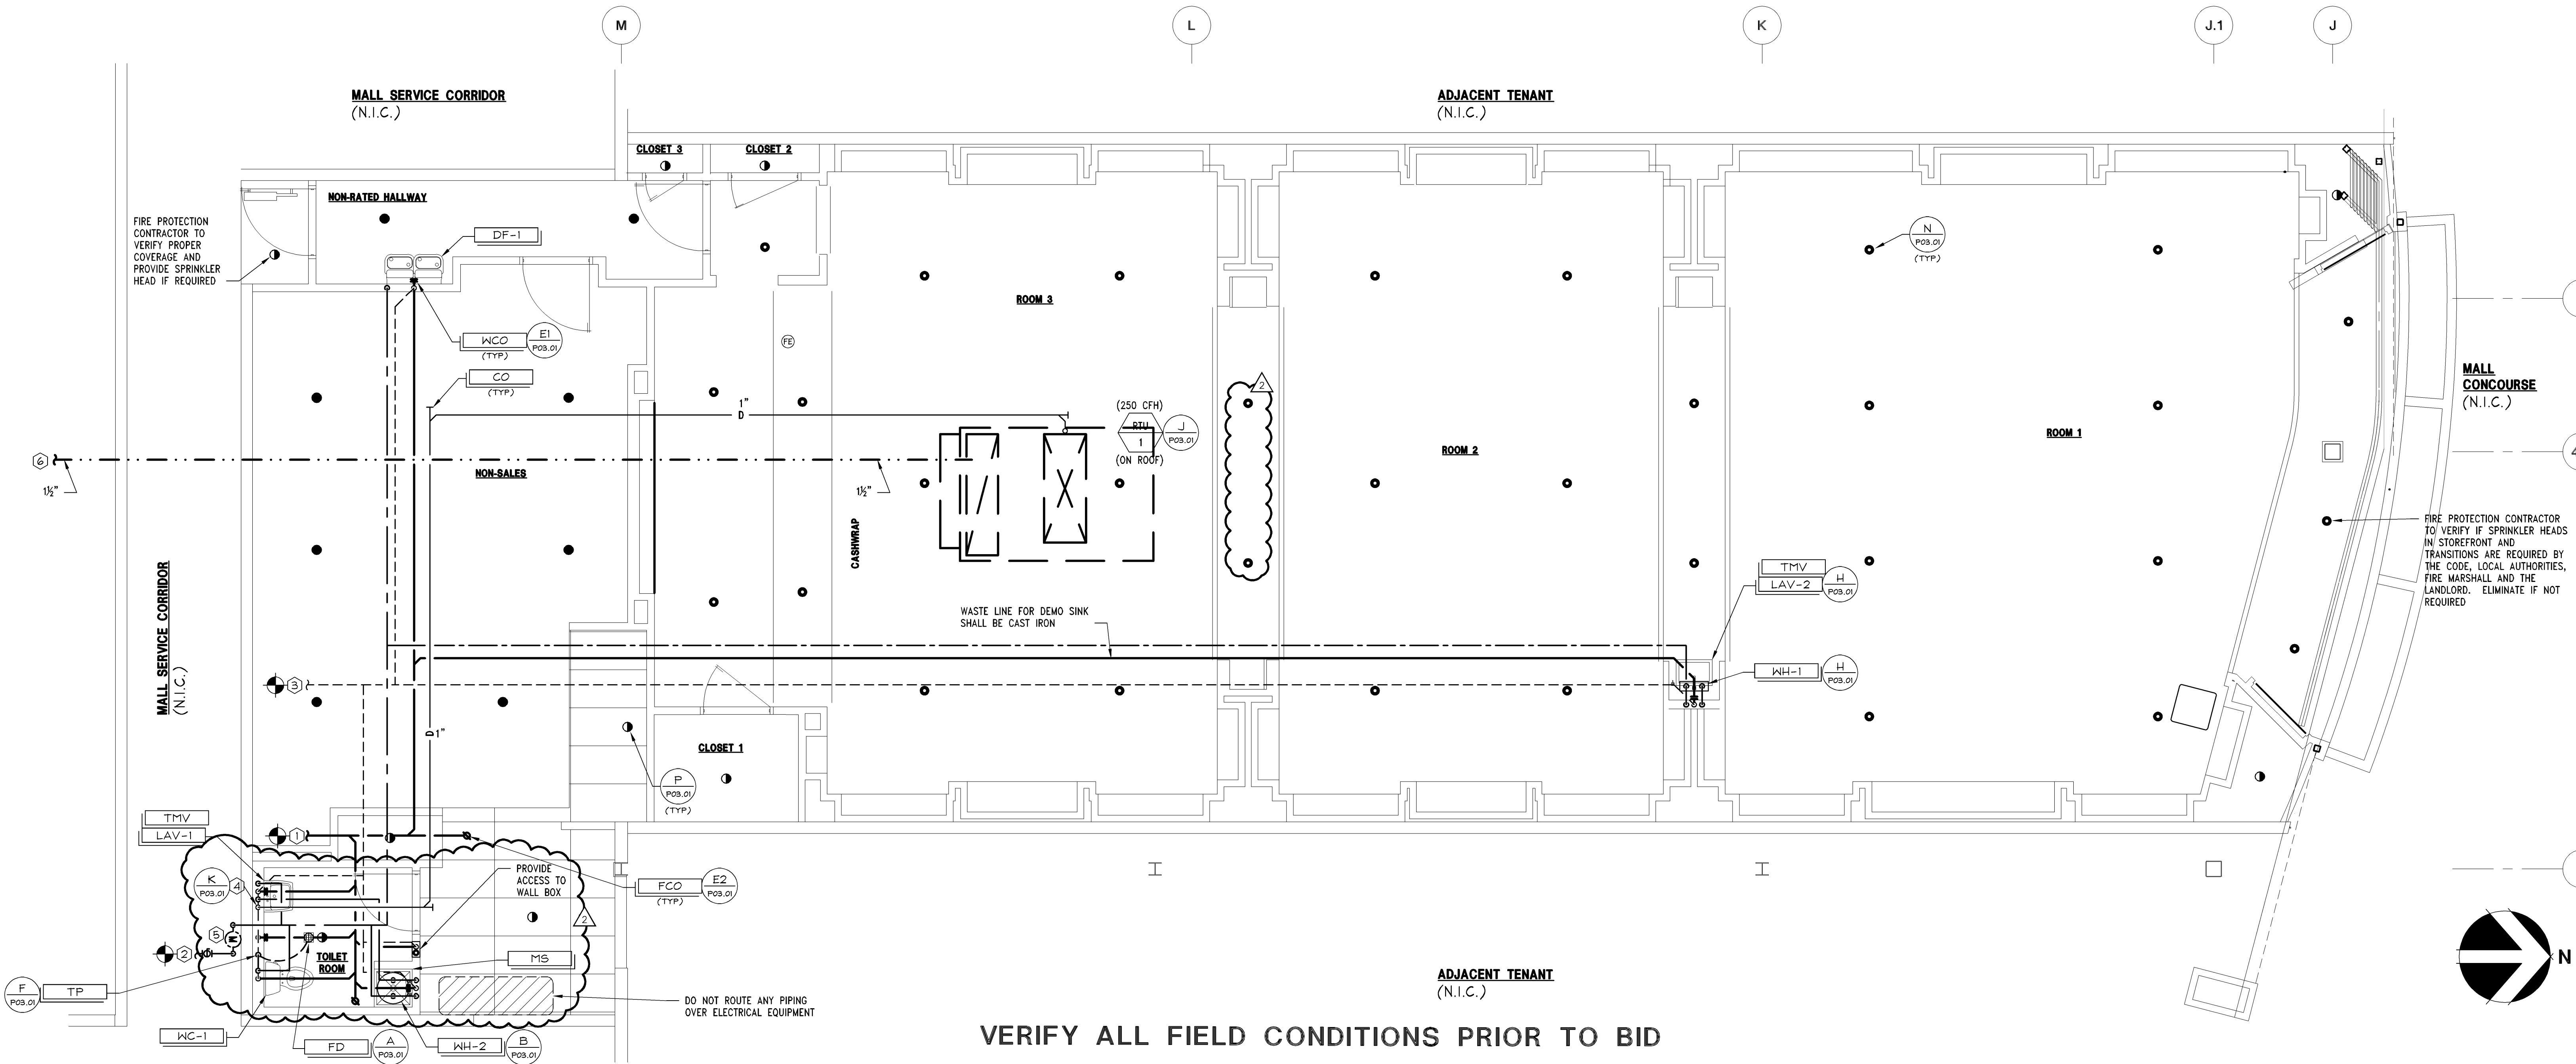 M
L
K
J.1
J
MALL SERVICE CORRIDOR
(N.I.C.)
ADJACENT TENANT
(N.I.C.)
CLOSET 3
CLOSET 2
NON-RATED HALLWAY
FIRE PROTECTION
CONTRACTOR TO
VERIFY PROPER
COVERAGE AND
PROVIDE SPRINKLER
HEAD IF REQUIRED
DF-1
N
P03.01
(TYP)
ROOM 3
WCO
E1
P03.01
(TYP)
FE
CO
(TYP)
2
MALL
CONCOURSE
(N.I.C.)
1"
D
(250 CFH)
RTU
1
J
P03.01
(ON ROOF)
ROOM 2
ROOM 1
4
6
1½"
NON-SALES
1½"
CASHWRAP
FIRE PROTECTION CONTRACTOR
TO VERIFY IF SPRINKLER HEADS
IN STOREFRONT AND
TRANSITIONS ARE REQUIRED BY
THE CODE, LOCAL AUTHORITIES,
FIRE MARSHALL AND THE
LANDLORD. ELIMINATE IF NOT
REQUIRED
MALL SERVICE CORRIDOR
(N.I.C.)
TMV
LAV-2
H
P03.01
WASTE LINE FOR DEMO SINK
SHALL BE CAST IRON
WH-1
H
P03.01
3
D 1"
CLOSET 1
P
P03.01
(TYP)
TMV
LAV-1
1
PROVIDE
ACCESS TO
WALL BOX
K
P03.01
4
FCO
E2
P03.01
(TYP)
2
5
M
2
TOILET
ROOM
MS
F
P03.01
TP
DO NOT ROUTE ANY PIPING
OVER ELECTRICAL EQUIPMENT
ADJACENT TENANT
(N.I.C.)
N
WC-1
FD
A
P03.01
WH-2
B
P03.01
VERIFY ALL FIELD CONDITIONS PRIOR TO BID